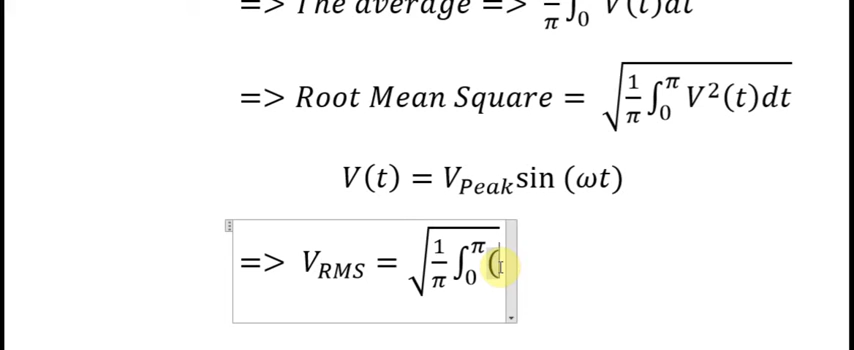 => The average => 1/π ∫₀ V(t)dt
=> Root Mean Square = √(1/π ∫₀^π V²(t)dt)
V(t) = V_Peak sin (ωt)
=> V_RMS = √(1/π ∫₀^π (